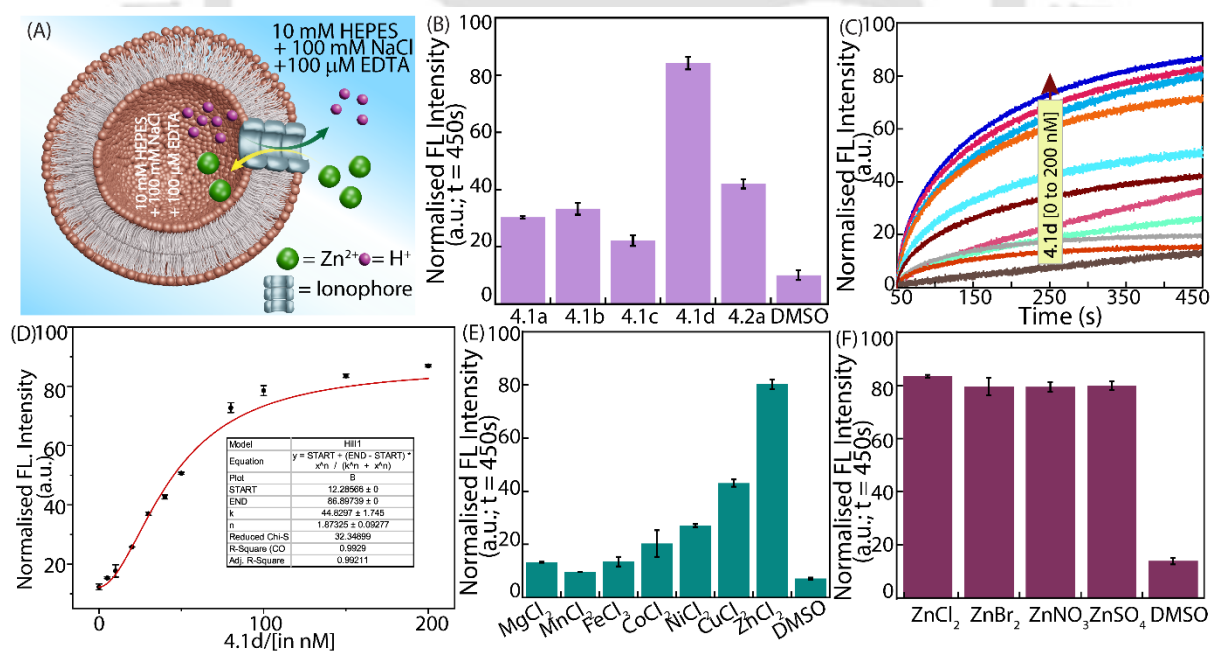 (A)
10 mM HEPES
+ 100 mM NaCl
+100 µM EDTA
10 mM HEPES
+ 100 mM NaCl
+ 100 µM EDTA
= Zn²⁺ = H⁺
= Ionophore
(B)
Normalised FL Intensity
(a.u.; t = 450s)
100
80
60
40
20
0
4.1a 4.1b 4.1c 4.1d 4.2a DMSO
(C)
Normalised FL Intensity
(a.u.)
100
80
60
40
20
0
4.1d [0 to 200 nM]
50 150 250 350 450
Time (s)
(D)
Normalised FL. Intensity
(a.u.)
100
80
60
40
20
0 100 200
4.1d/[in nM]
Model Hill1
Equation y = START + (END - START) *
x^n / (k^n + x^n)
Plot B
START 12.28566 ± 0
END 86.89739 ± 0
k 44.8297 ± 1.745
n 1.87325 ± 0.09277
Reduced Chi-S 32.34899
R-Square (CO 0.9929
Adj. R-Square 0.99211
(E)
Normalised FL Intensity
(a.u.; t = 450s)
100
80
60
40
20
0
MgCl₂ MnCl₂ FeCl₃ CoCl₂ NiCl₂ CuCl₂ ZnCl₂ DMSO
(F)
Normalised FL Intensity
(a.u.; t = 450s)
100
80
60
40
20
0
ZnCl₂ ZnBr₂ ZnNO₃ ZnSO₄ DMSO